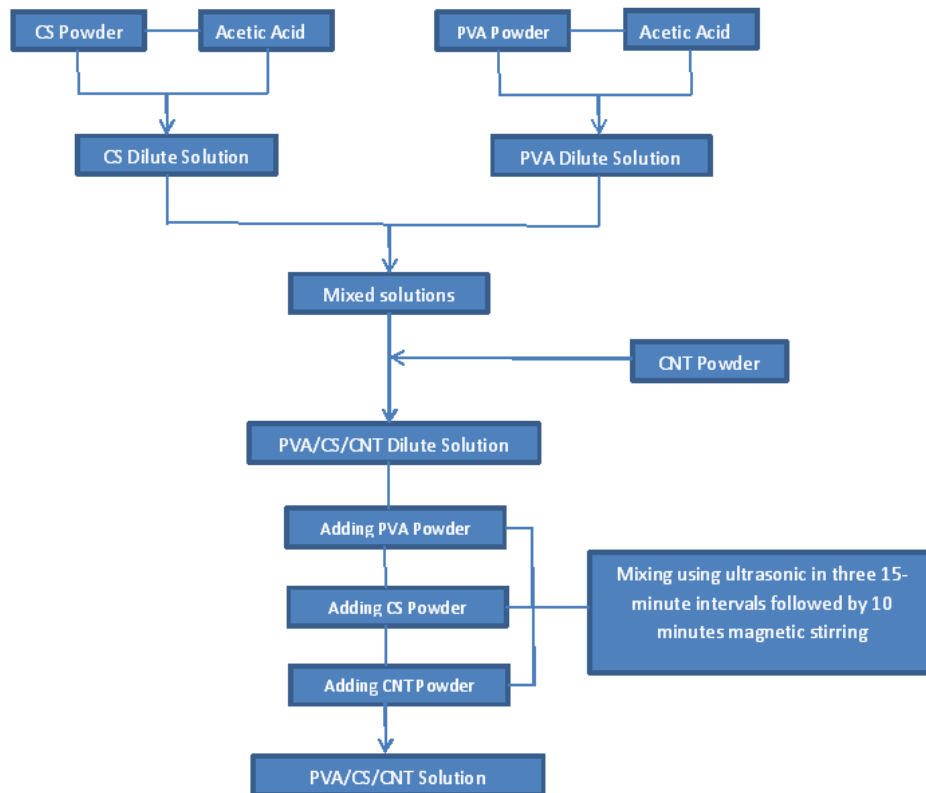 CS Powder
Acetic Acid
PVA Powder
Acetic Acid
CS Dilute Solution
PVA Dilute Solution
Mixed solutions
CNT Powder
PVA/CS/CNT Dilute Solution
Adding PVA Powder
Adding CS Powder
Adding CNT Powder
Mixing using ultrasonic in three 15-
minute intervals followed by 10
minutes magnetic stirring
PVA/CS/CNT Solution